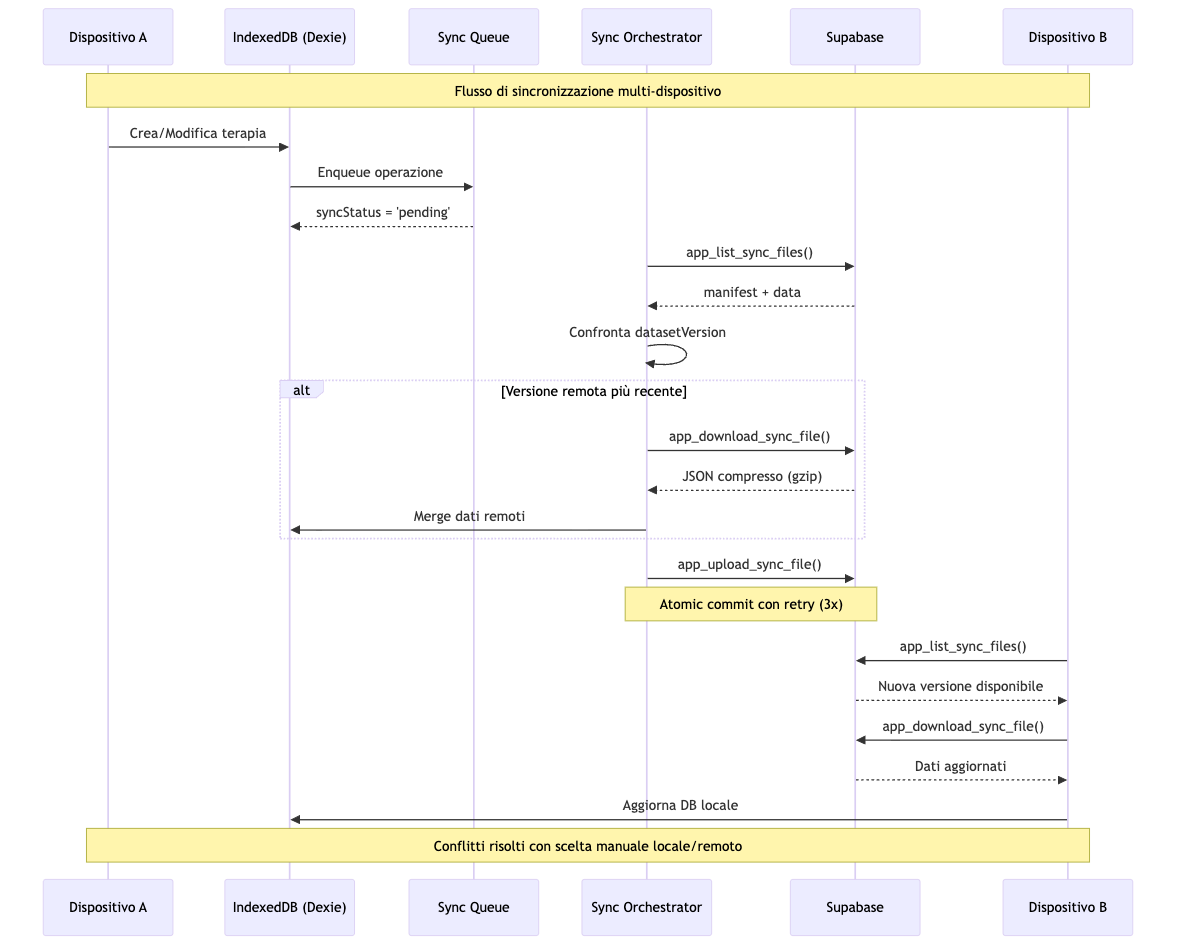 Dispositivo A
IndexedDB (Dexie)
Sync Queue
Sync Orchestrator
Supabase
Dispositivo B
Flusso di sincronizzazione multi-dispositivo
Crea/Modifica terapia
Enqueue operazione
syncStatus = 'pending'
app_list_sync_files()
manifest + data
Confronta datasetVersion
alt
[Versione remota più recente]
app_download_sync_file()
JSON compresso (gzip)
Merge dati remoti
app_upload_sync_file()
Atomic commit con retry (3x)
app_list_sync_files()
Nuova versione disponibile
app_download_sync_file()
Dati aggiornati
Aggiorna DB locale
Conflitti risolti con scelta manuale locale/remoto
Dispositivo A
IndexedDB (Dexie)
Sync Queue
Sync Orchestrator
Supabase
Dispositivo B